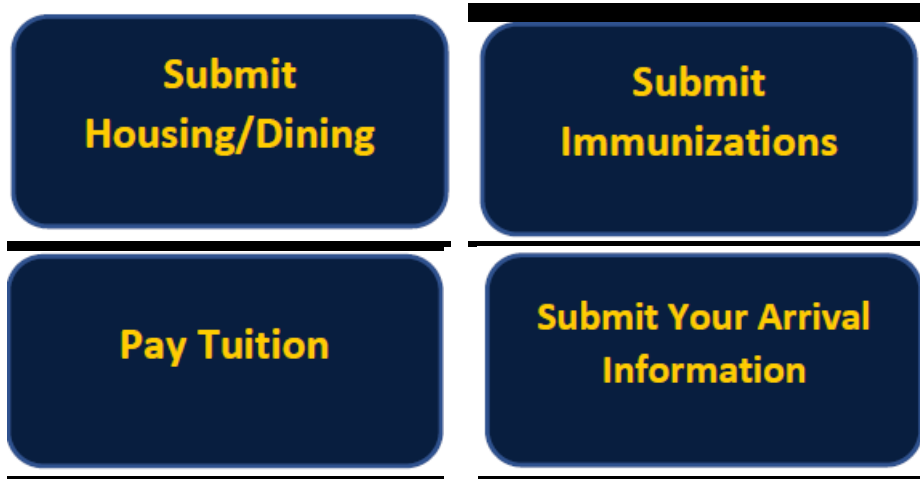 Submit
Housing/Dining
Submit
Immunizations
Pay Tuition
Submit Your Arrival
Information